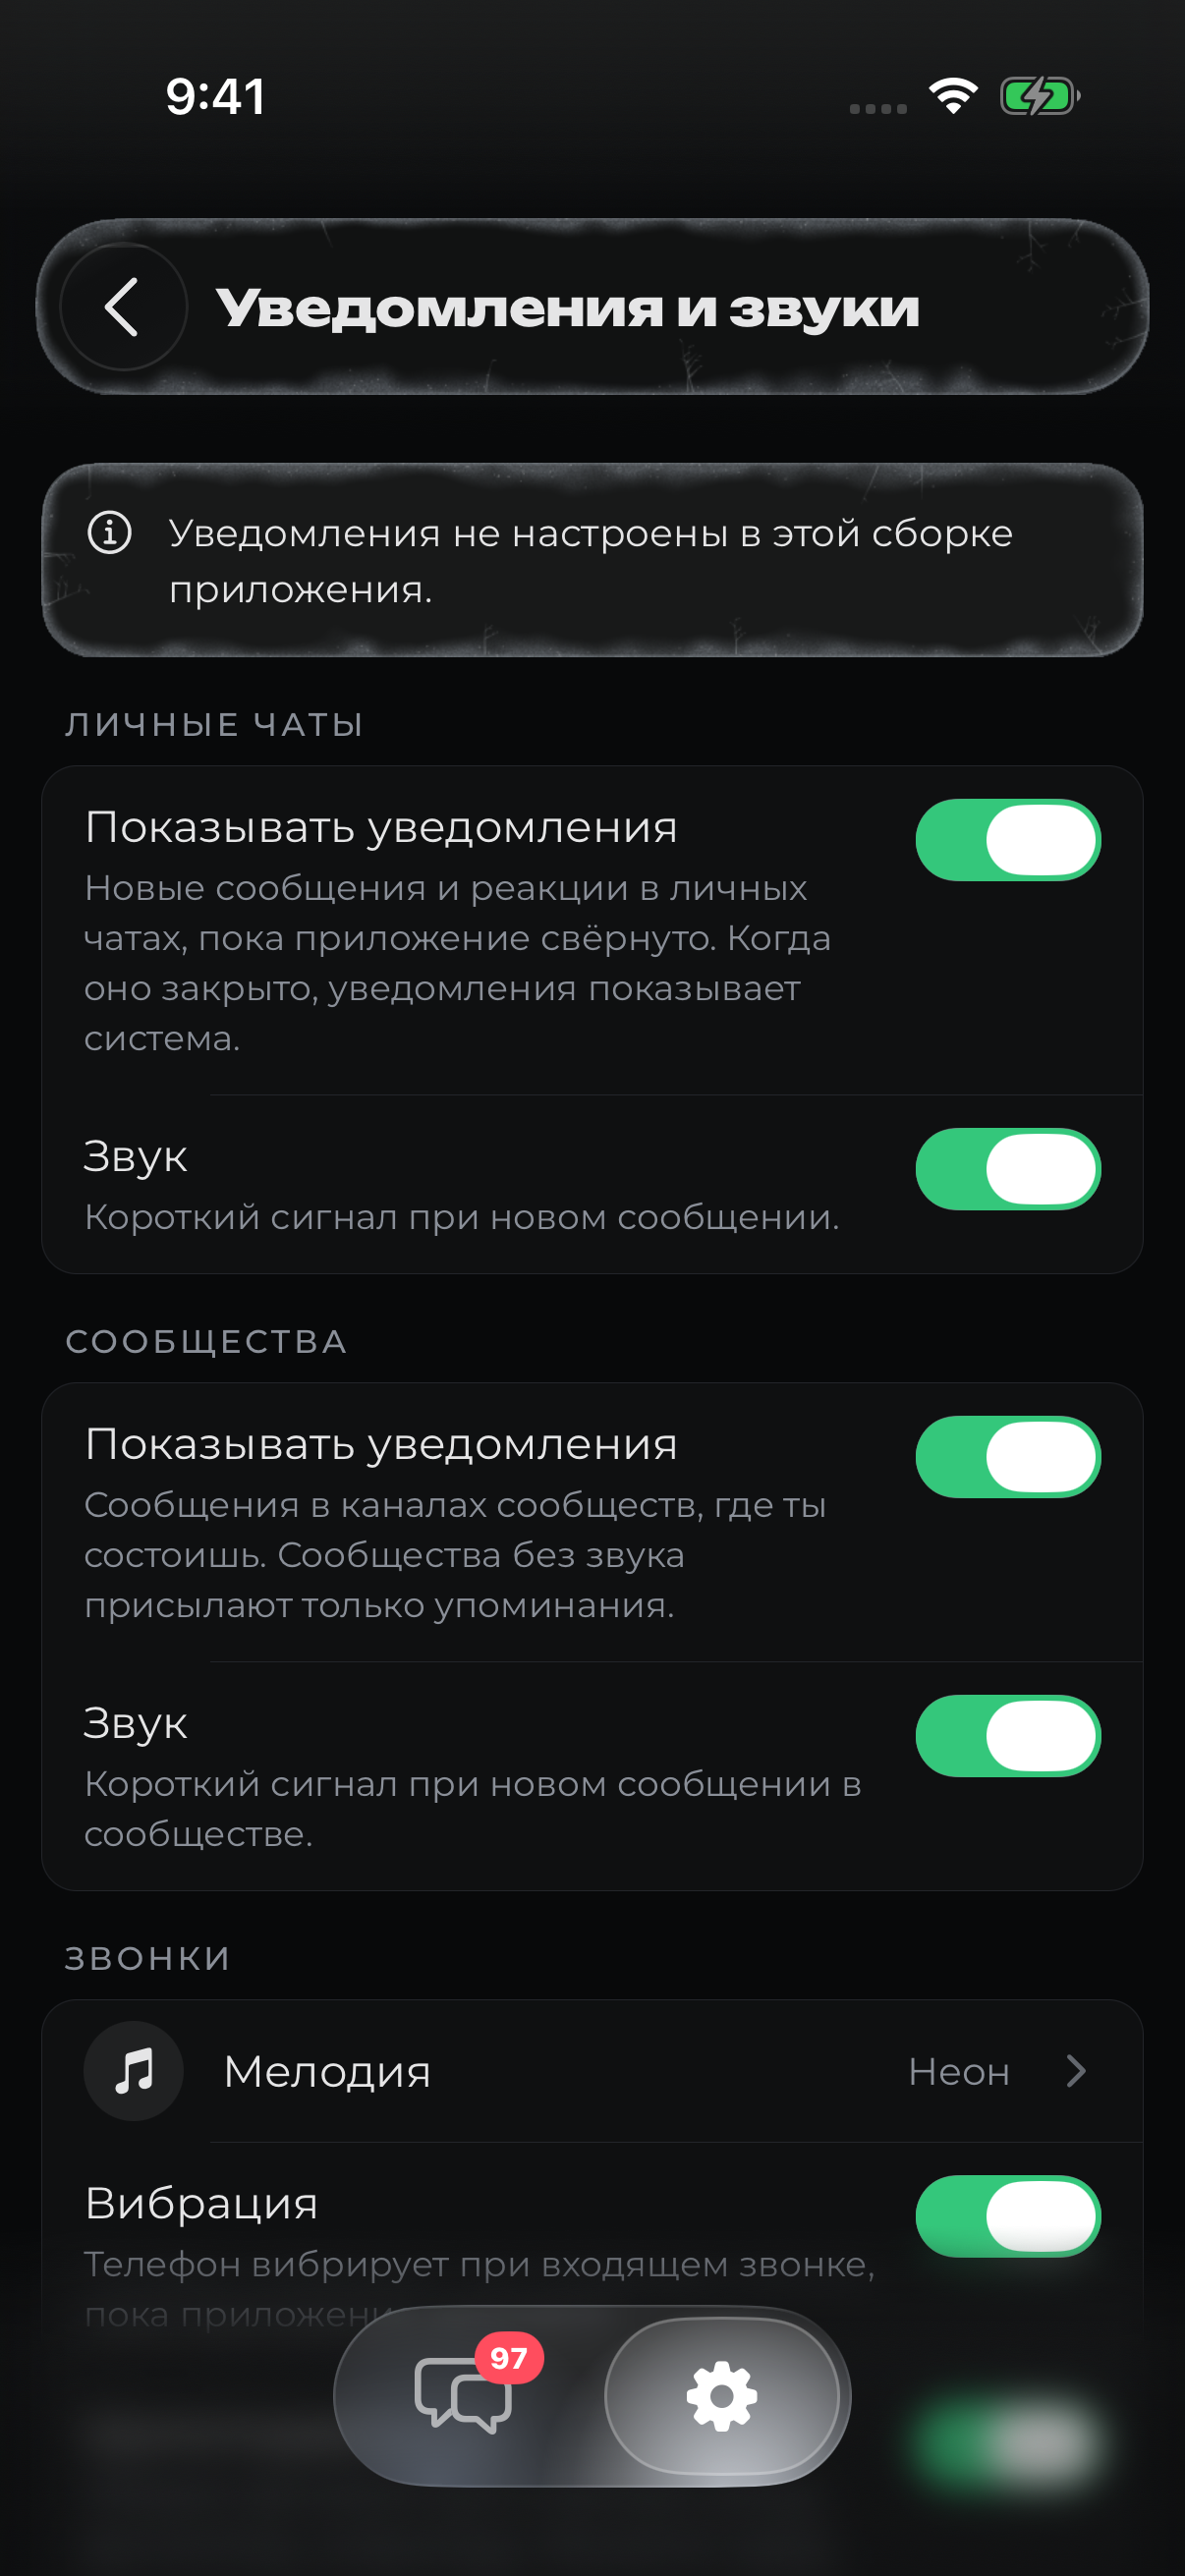 9:41
Уведомления и звуки
Уведомления не настроены в этой сборке
приложения.
ЛИЧНЫЕ ЧАТЫ
Показывать уведомления
Новые сообщения и реакции в личных
чатах, пока приложение свёрнуто. Когда
оно закрыто, уведомления показывает
система.
Звук
Короткий сигнал при новом сообщении.
СООБЩЕСТВА
Показывать уведомления
Сообщения в каналах сообществ, где ты
состоишь. Сообщества без звука
присылают только упоминания.
Звук
Короткий сигнал при новом сообщении в
сообществе.
ЗВОНКИ
Мелодия
Неон
Вибрация
Телефон вибрирует при входящем звонке,
пока
97